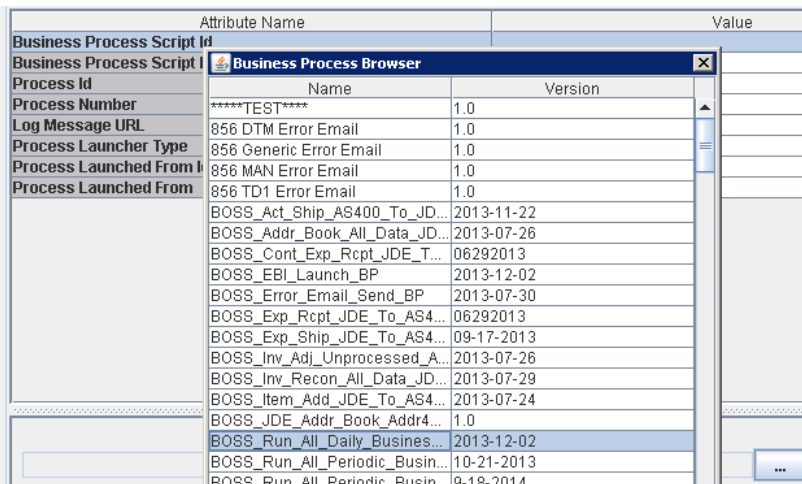 Attribute Name Value
Business Process Script Id
Business Process Script
Process Id
Process Number
Log Message URL
Process Launcher Type
Process Launched From
Process Launched From
Business Process Browser
Name Version
*****TEST**** 1.0
856 DTM Error Email 1.0
856 Generic Error Email 1.0
856 MAN Error Email 1.0
856 TD1 Error Email 1.0
BOSS_Act_Ship_AS400_To_JD... 2013-11-22
BOSS_Addr_Book_All_Data_JD... 2013-07-26
BOSS_Cont_Exp_Rcpt_JDE_T... 06292013
BOSS_EBI_Launch_BP 2013-12-02
BOSS_Error_Email_Send_BP 2013-07-30
BOSS_Exp_Rcpt_JDE_To_AS4... 06292013
BOSS_Exp_Ship_JDE_To_AS4... 09-17-2013
BOSS_Inv_Adj_Unprocessed_A... 2013-07-26
BOSS_Inv_Recon_All_Data_JD... 2013-07-29
BOSS_Item_Add_JDE_To_AS4... 2013-07-24
BOSS_JDE_Addr_Book_Addr4... 1.0
BOSS_Run_All_Daily_Busines... 2013-12-02
BOSS_Run_All_Periodic_Busin... 10-21-2013
BOSS_Run_All_Periodic_Busin... 9-18-2014
...